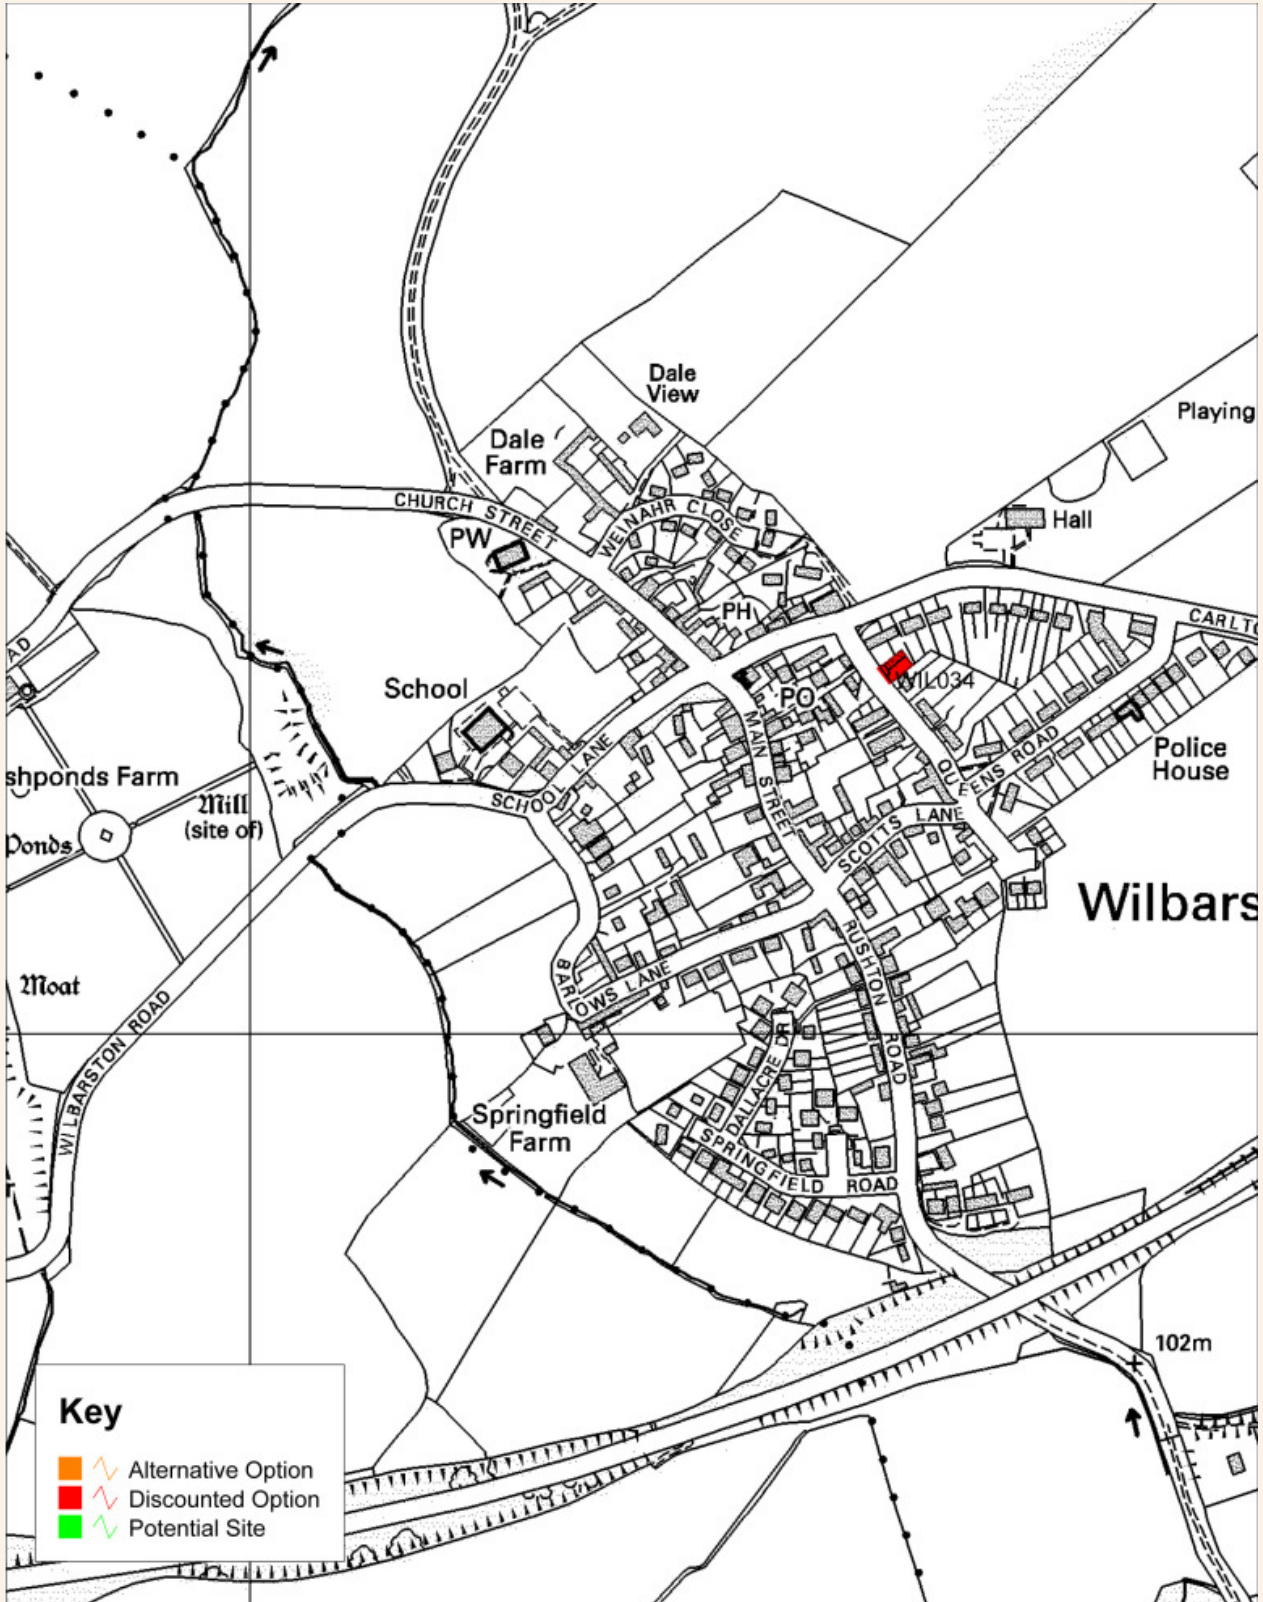 Dale
View
Playing
Dale
Farm
CHURCH STREET
WEINAHR CLOSE
Hall
PW
PH
CARLTO
AD
WIL034
School
PO
MAIN STREET
QUEENS ROAD
Police
House
shponds Farm
SCHOOL LANE
Mill
(site of)
Ponds
SCOTTS LANE
Wilbars
RUSHTON ROAD
BARLOWS LANE
Moat
WILBARSTON ROAD
DALLACRE DR
Springfield
Farm
SPRINGFIELD ROAD
102m
Key
Alternative Option
Discounted Option
Potential Site